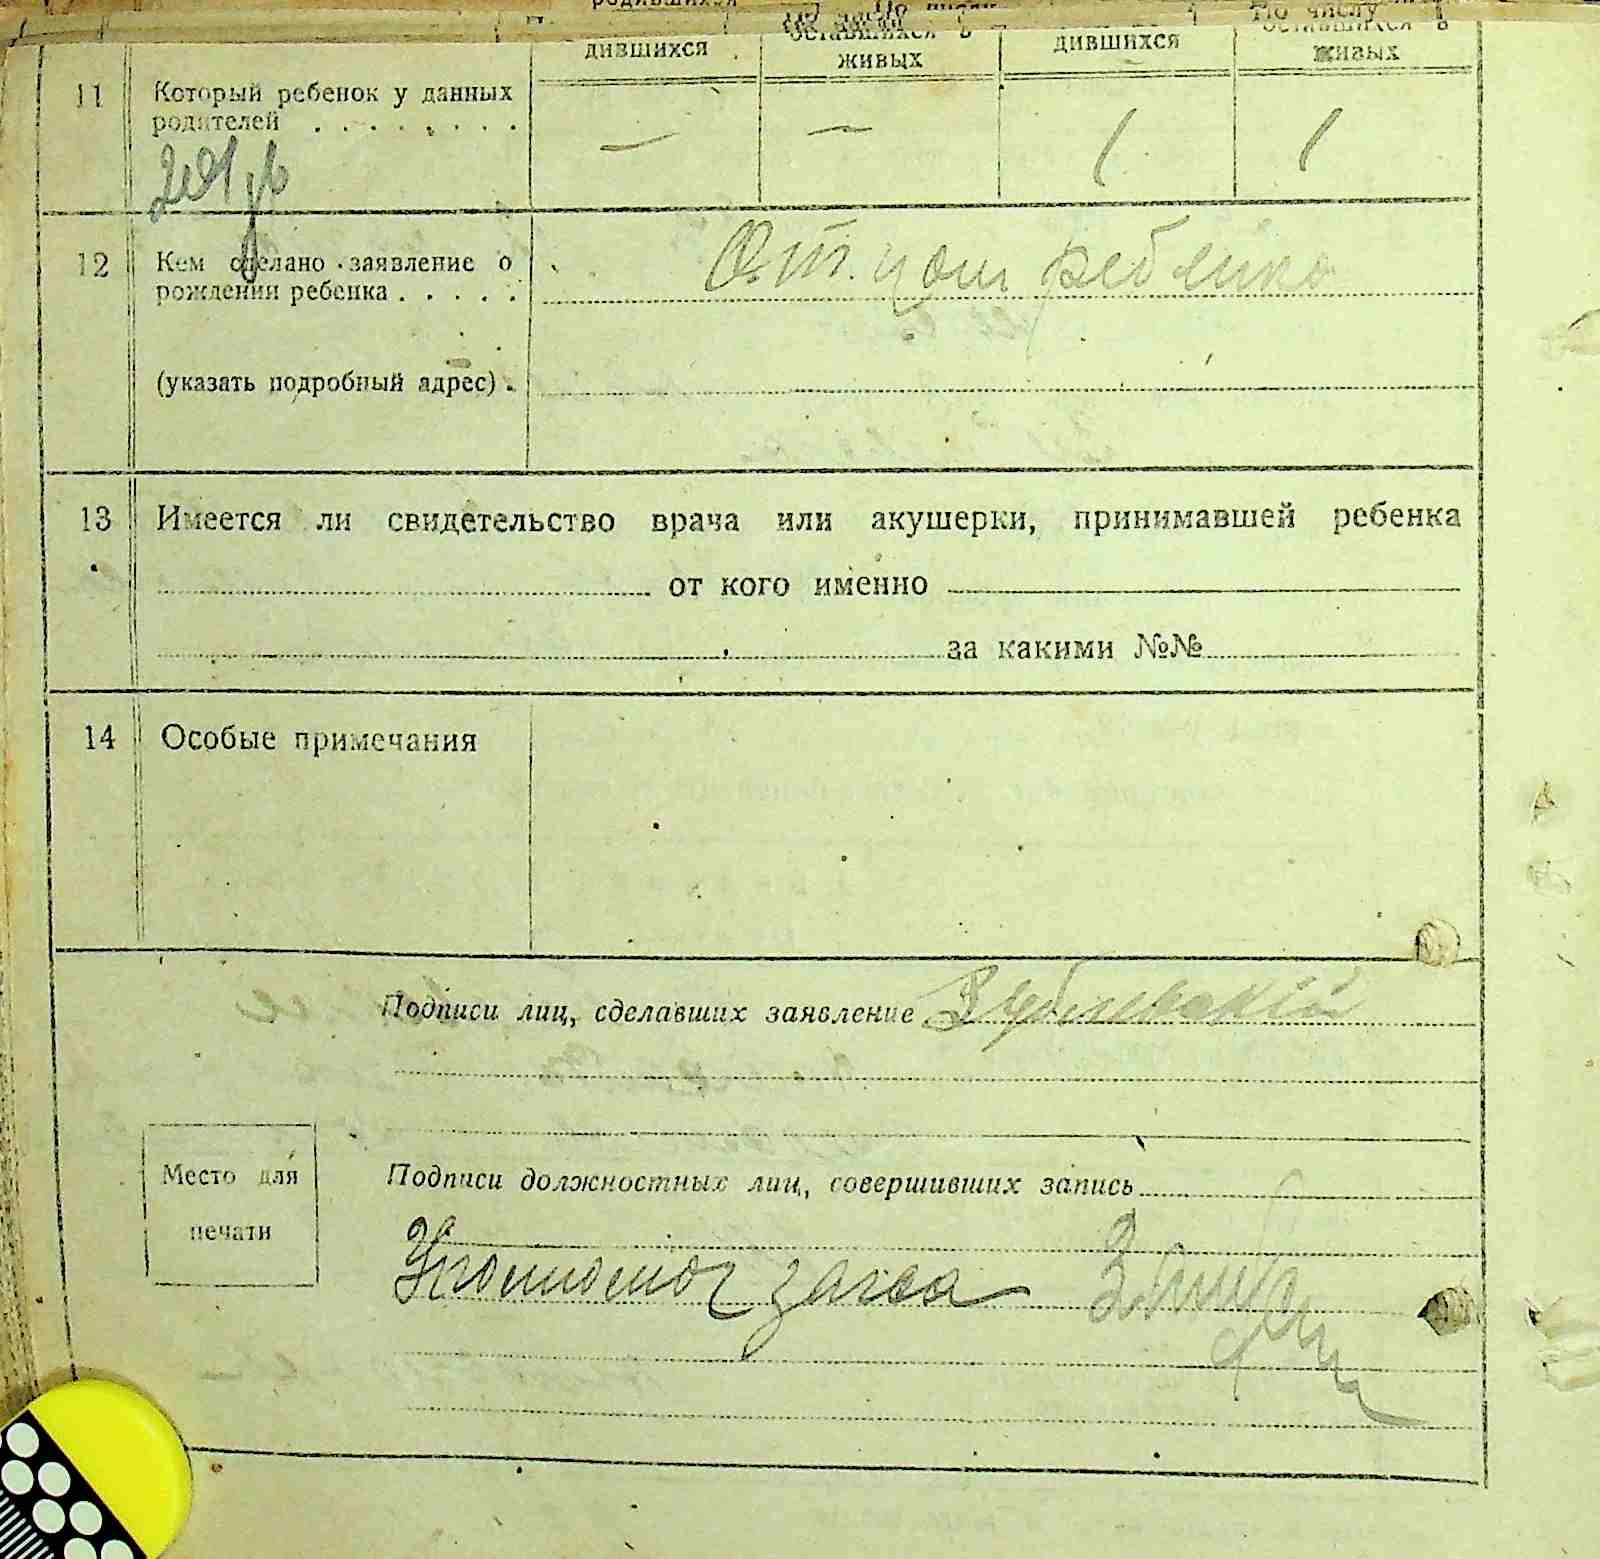 родившихся По числу По числу
дившихся оставшихся в живых дившихся оставшихся в живых
11 Который ребенок у данных
родителей . . . . . . . . — — 1 1
12 Кем сделано заявление о Отцом ребенка
рождении ребенка . . . . .
(указать подробный адрес) .
13 Имеется ли свидетельство врача или акушерки, принимавшей ребенка
от кого именно
за какими №№
14 Особые примечания
Подписи лиц, сделавших заявление
Место для Подписи должностных лиц, совершивших запись
печати
загса